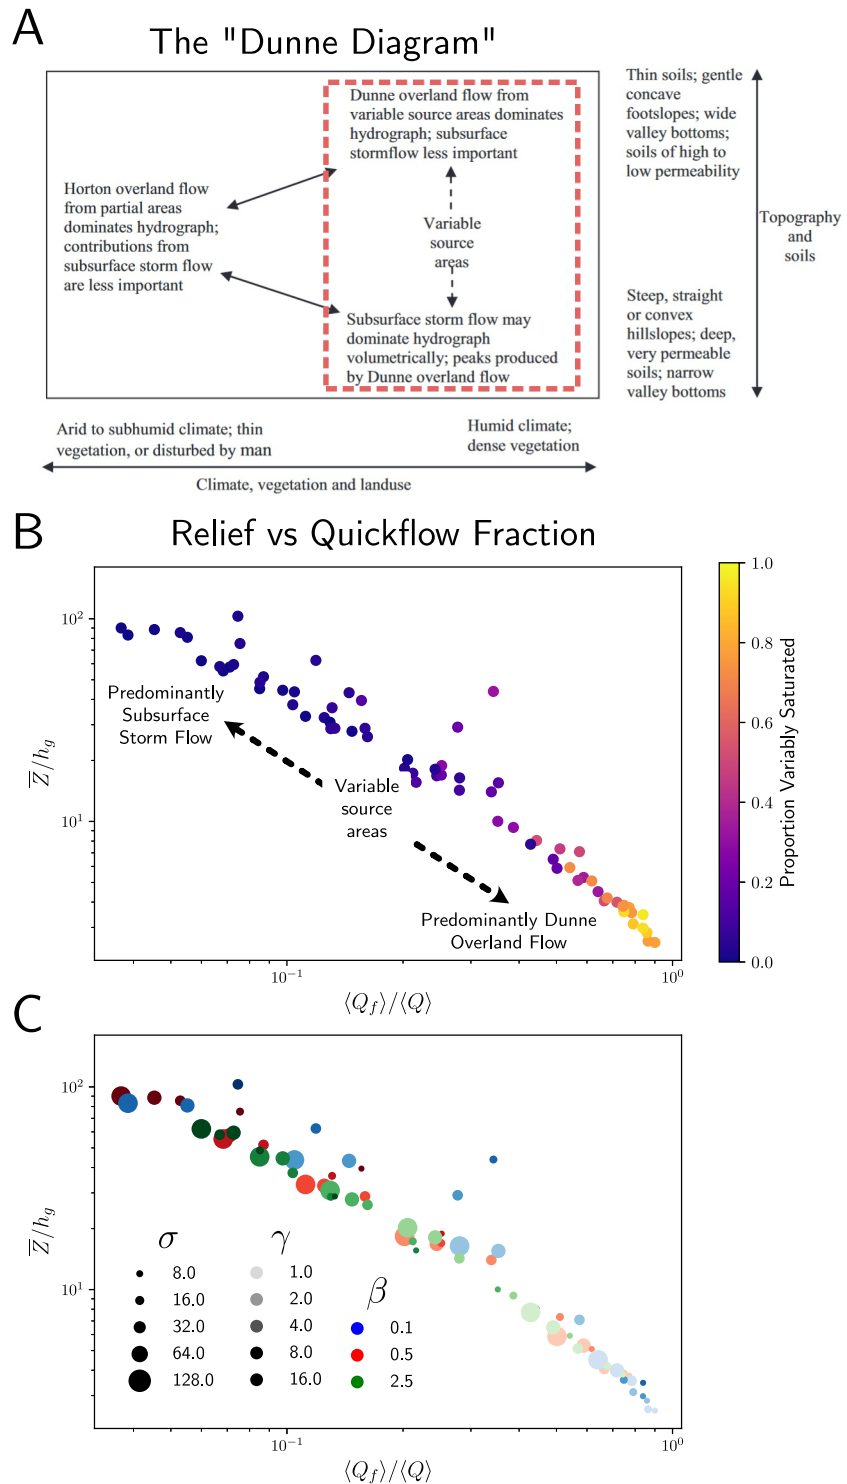 A
The "Dunne Diagram"
Dunne overland flow from
variable source areas dominates
hydrograph; subsurface
stormflow less important
Horton overland flow
from partial areas
dominates hydrograph;
contributions from
subsurface storm flow
are less important
Variable
source
areas
Subsurface storm flow may
dominate hydrograph
volumetrically; peaks produced
by Dunne overland flow
Thin soils; gentle
concave
footslopes; wide
valley bottoms;
soils of high to
low permeability
Topography
and
soils
Steep, straight
or convex
hillslopes; deep,
very permeable
soils; narrow
valley bottoms
Arid to subhumid climate; thin
vegetation, or disturbed by man
Humid climate;
dense vegetation
Climate, vegetation and landuse
B
Relief vs Quickflow Fraction
10²
10¹
Z̅/h_g
Predominantly
Subsurface
Storm Flow
Variable
source
areas
Predominantly Dunne
Overland Flow
10⁻¹
10⁰
⟨Q_f⟩/⟨Q⟩
1.0
0.8
0.6
0.4
0.2
0.0
Proportion Variably Saturated
C
10²
10¹
Z̅/h_g
σ
8.0
16.0
32.0
64.0
128.0
γ
1.0
2.0
4.0
8.0
16.0
β
0.1
0.5
2.5
10⁻¹
10⁰
⟨Q_f⟩/⟨Q⟩